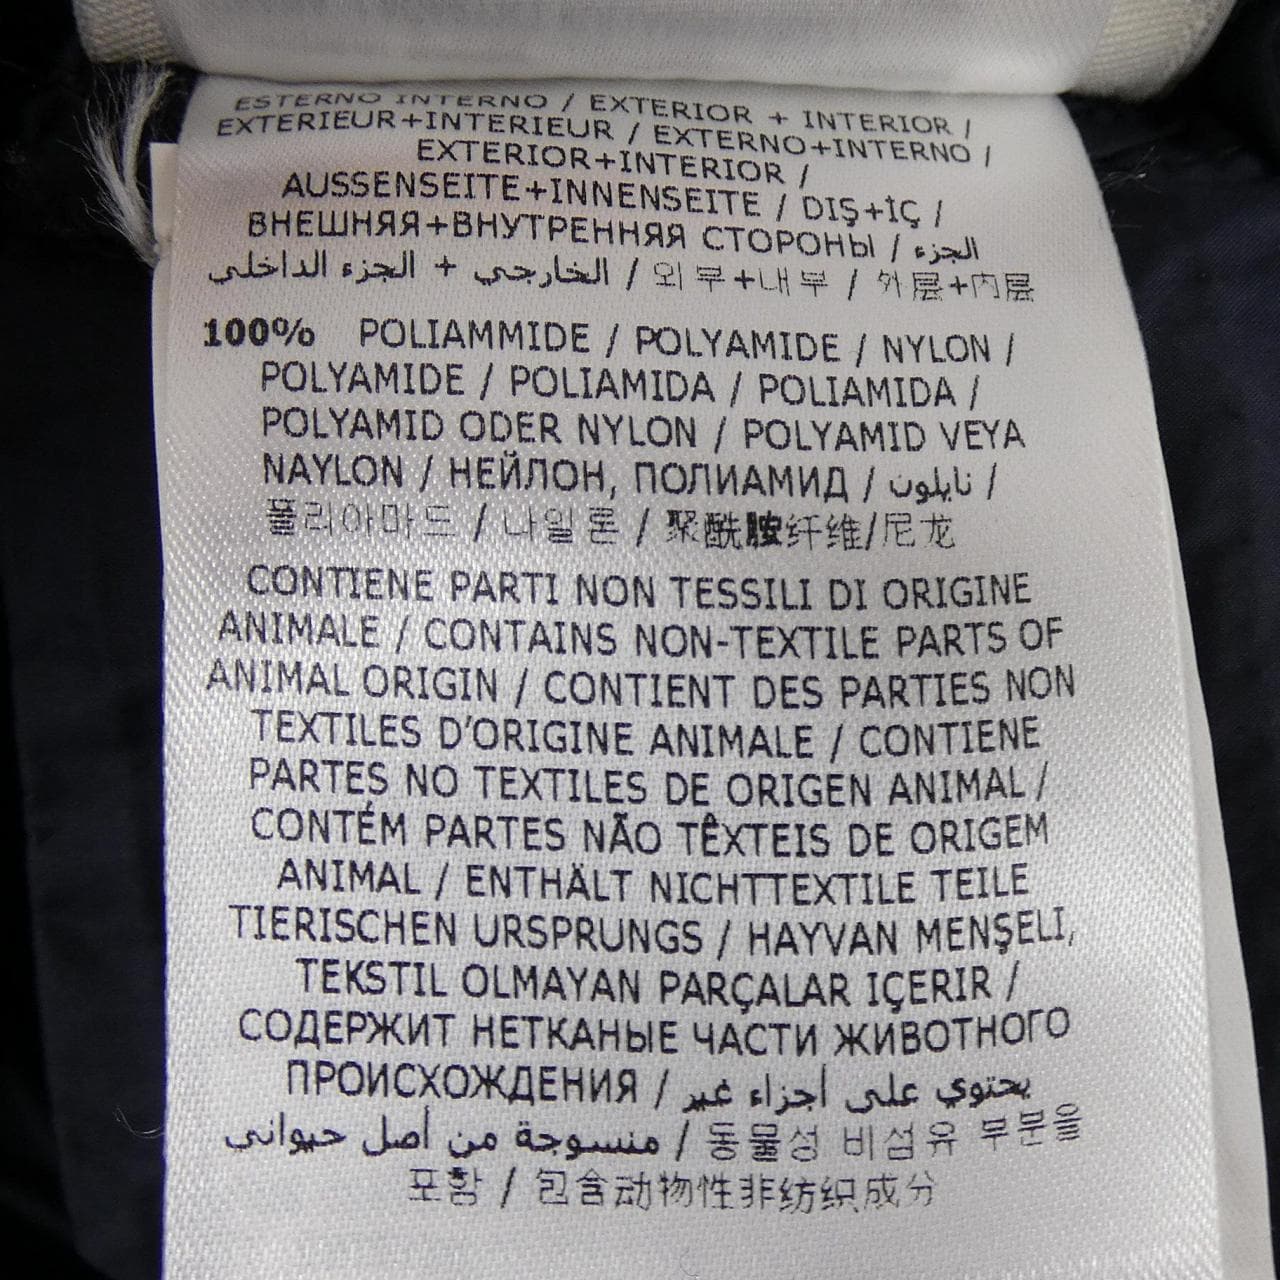 ESTERNO INTERNO / EXTERIOR + INTERIOR /
EXTERIEUR+INTERIEUR / EXTERNO+INTERNO /
EXTERIOR+INTERIOR /
AUSSENSEITE+INNENSEITE / DIŞ+İÇ /
ВНЕШНЯЯ+ВНУТРЕННЯЯ СТОРОНЫ / الجزء
الخارجي + الجزء الداخلي / 외부+내부 / 外层+内层
100% POLIAMMIDE / POLYAMIDE / NYLON /
POLYAMIDE / POLIAMIDA / POLIAMIDA /
POLYAMID ODER NYLON / POLYAMID VEYA
NAYLON / НЕЙЛОН, ПОЛИАМИД / نايلون /
폴리아마드 / 나일론 / 聚酰胺纤维/尼龙
CONTIENE PARTI NON TESSILI DI ORIGINE
ANIMALE / CONTAINS NON-TEXTILE PARTS OF
ANIMAL ORIGIN / CONTIENT DES PARTIES NON
TEXTILES D'ORIGINE ANIMALE / CONTIENE
PARTES NO TEXTILES DE ORIGEN ANIMAL /
CONTÉM PARTES NÃO TÊXTEIS DE ORIGEM
ANIMAL / ENTHÄLT NICHTTEXTILE TEILE
TIERISCHEN URSPRUNGS / HAYVAN MENŞELI,
TEKSTIL OLMAYAN PARÇALAR IÇERIR /
СОДЕРЖИТ НЕТКАНЫЕ ЧАСТИ ЖИВОТНОГО
ПРОИСХОЖДЕНИЯ / يحتوي على أجزاء غير
منسوجة من أصل حيواني / 동물성 비섬유 부분을
포함 / 包含动物性非纺织成分